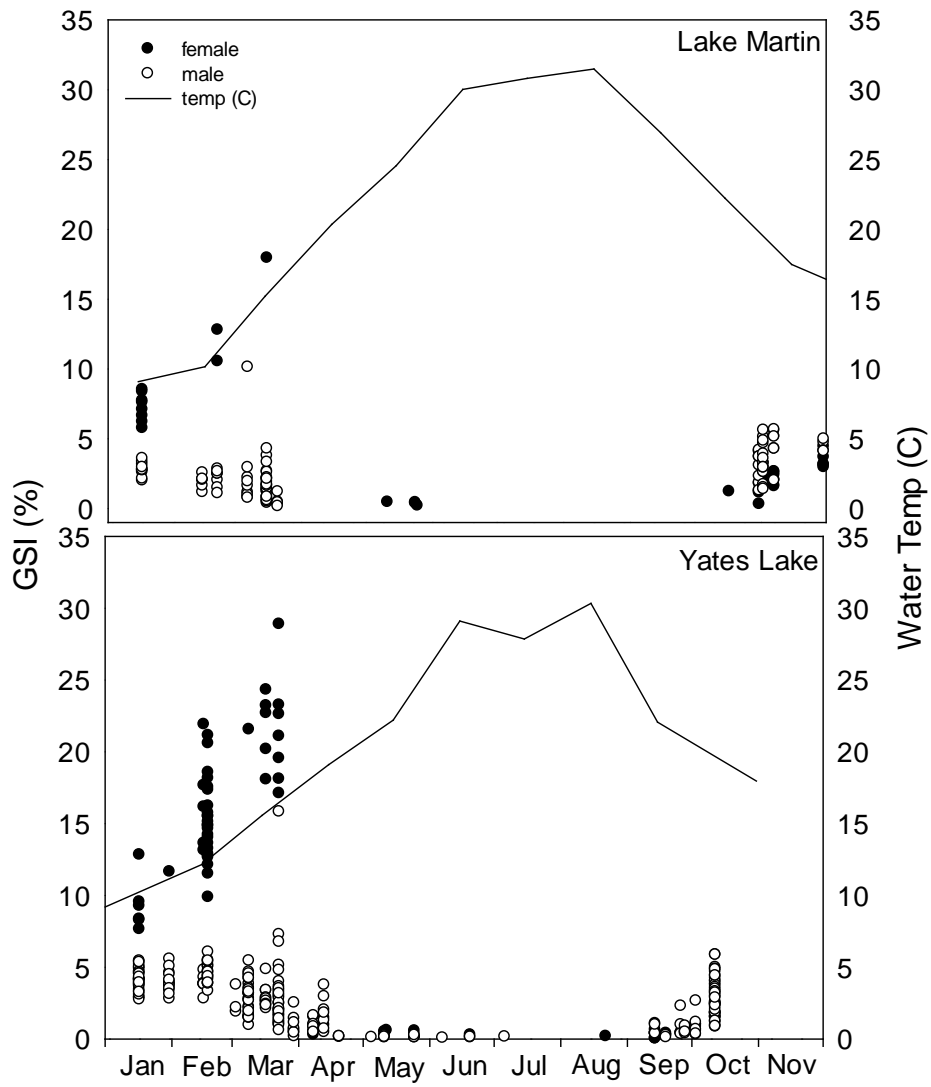 Lake Martin
female
male
temp (C)
35 35
30 30
25 25
20 20
15 15
10 10
5 5
0 0
GSI (%)
Water Temp (C)
Yates Lake
35 35
30 30
25 25
20 20
15 15
10 10
5 5
0 0
Jan Feb Mar Apr May Jun Jul Aug Sep Oct Nov